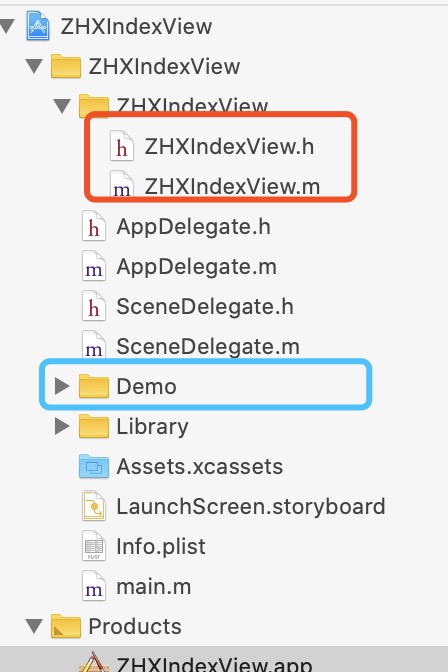 ZHXIndexView
ZHXIndexView
ZHXIndexView
h ZHXIndexView.h
m ZHXIndexView.m
h AppDelegate.h
m AppDelegate.m
h SceneDelegate.h
m SceneDelegate.m
Demo
Library
Assets.xcassets
LaunchScreen.storyboard
PLIST Info.plist
m main.m
Products
ZHXIndexView.app